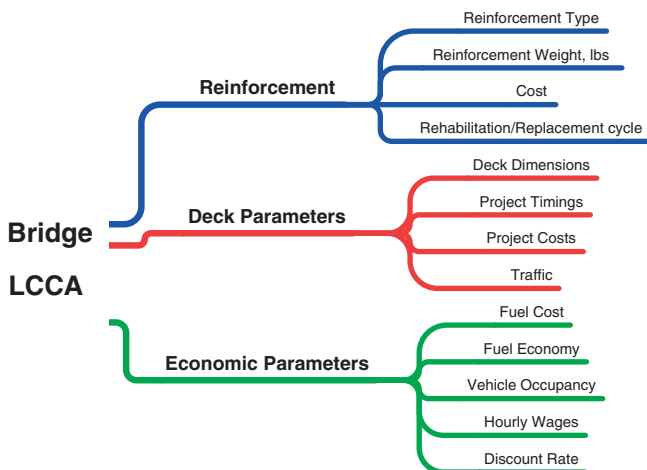 Bridge
LCCA
Reinforcement
Reinforcement Type
Reinforcement Weight, lbs
Cost
Rehabilitation/Replacement cycle
Deck Parameters
Deck Dimensions
Project Timings
Project Costs
Traffic
Economic Parameters
Fuel Cost
Fuel Economy
Vehicle Occupancy
Hourly Wages
Discount Rate